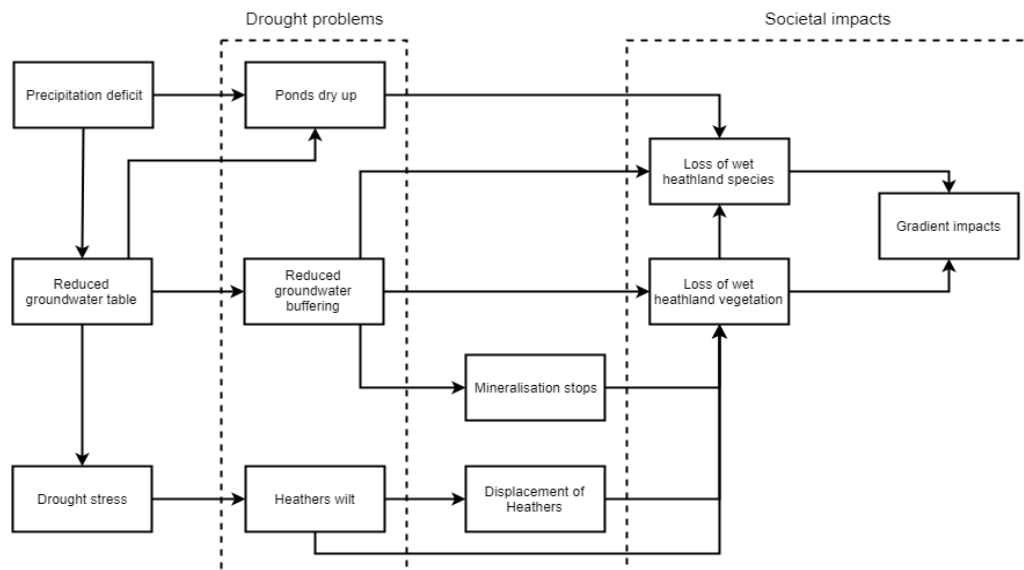 Drought problems
Societal impacts
Precipitation deficit
Ponds dry up
Loss of wet
heathland species
Gradient impacts
Reduced
groundwater table
Reduced
groundwater
buffering
Loss of wet
heathland vegetation
Mineralisation stops
Drought stress
Heathers wilt
Displacement of
Heathers